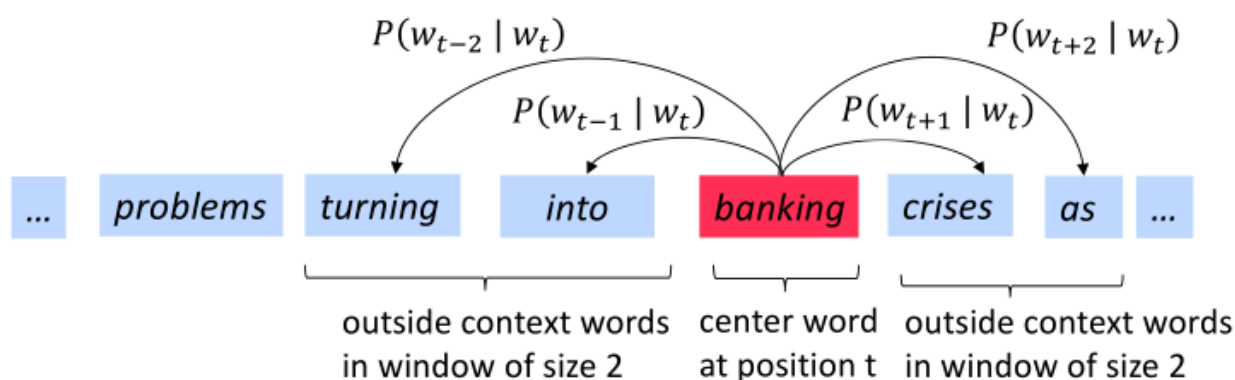 P(w_{t−2} | w_t)
P(w_{t+2} | w_t)
P(w_{t−1} | w_t)
P(w_{t+1} | w_t)
... problems turning into banking crises as ...
outside context words
in window of size 2
center word
at position t
outside context words
in window of size 2